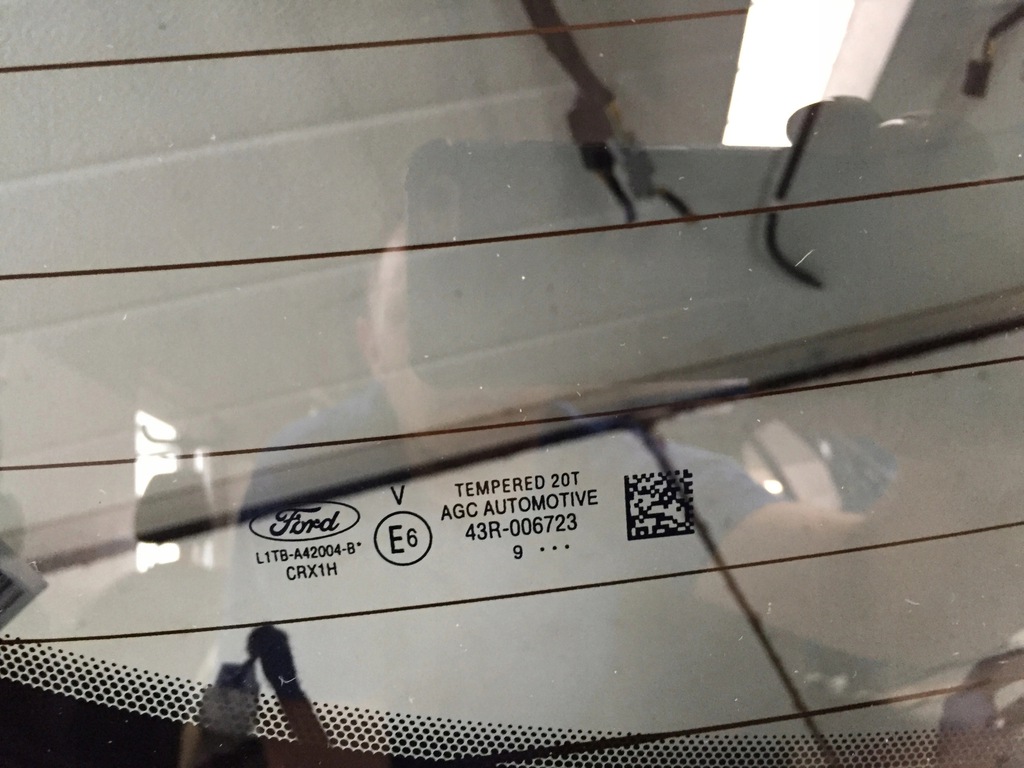 Ford
L1TB-A42004-B*
CRX1H
V
E6
TEMPERED 20T
AGC AUTOMOTIVE
43R-006723
9 ...